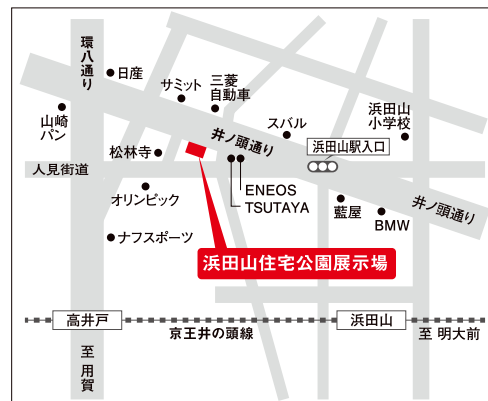 環八通り
日産
サミット
三菱
自動車
山崎
パン
井ノ頭通り
スバル
浜田山
小学校
浜田山駅入口
松林寺
人見街道
オリンピック
ENEOS
TSUTAYA
藍屋
BMW
井ノ頭通り
ナフスポーツ
浜田山住宅公園展示場
高井戸
京王井の頭線
浜田山
至 明大前
至 用賀